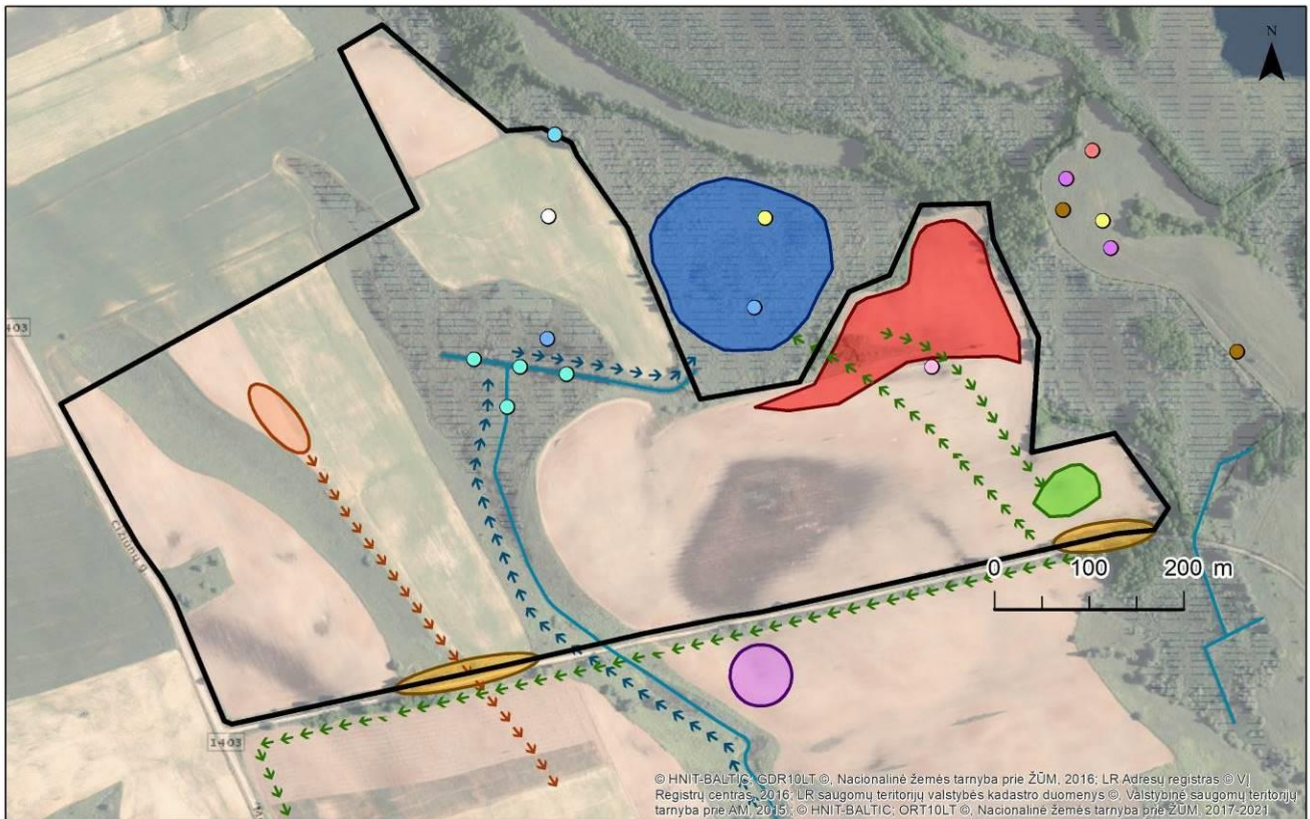 N
403
Čižiūnų g.
0 100 200 m
1403
© HNIT-BALTIC; GDR10LT ©, Nacionalinė žemės tarnyba prie ŽŪM, 2016; LR Adresų registras © VĮ
Registrų centras, 2016; LR saugomų teritorijų valstybės kadastro duomenys ©, Valstybinė saugomų teritorijų
tarnyba prie AM, 2015.; © HNIT-BALTIC; ORT10LT ©, Nacionalinė žemės tarnyba prie ŽŪM, 2017-2021